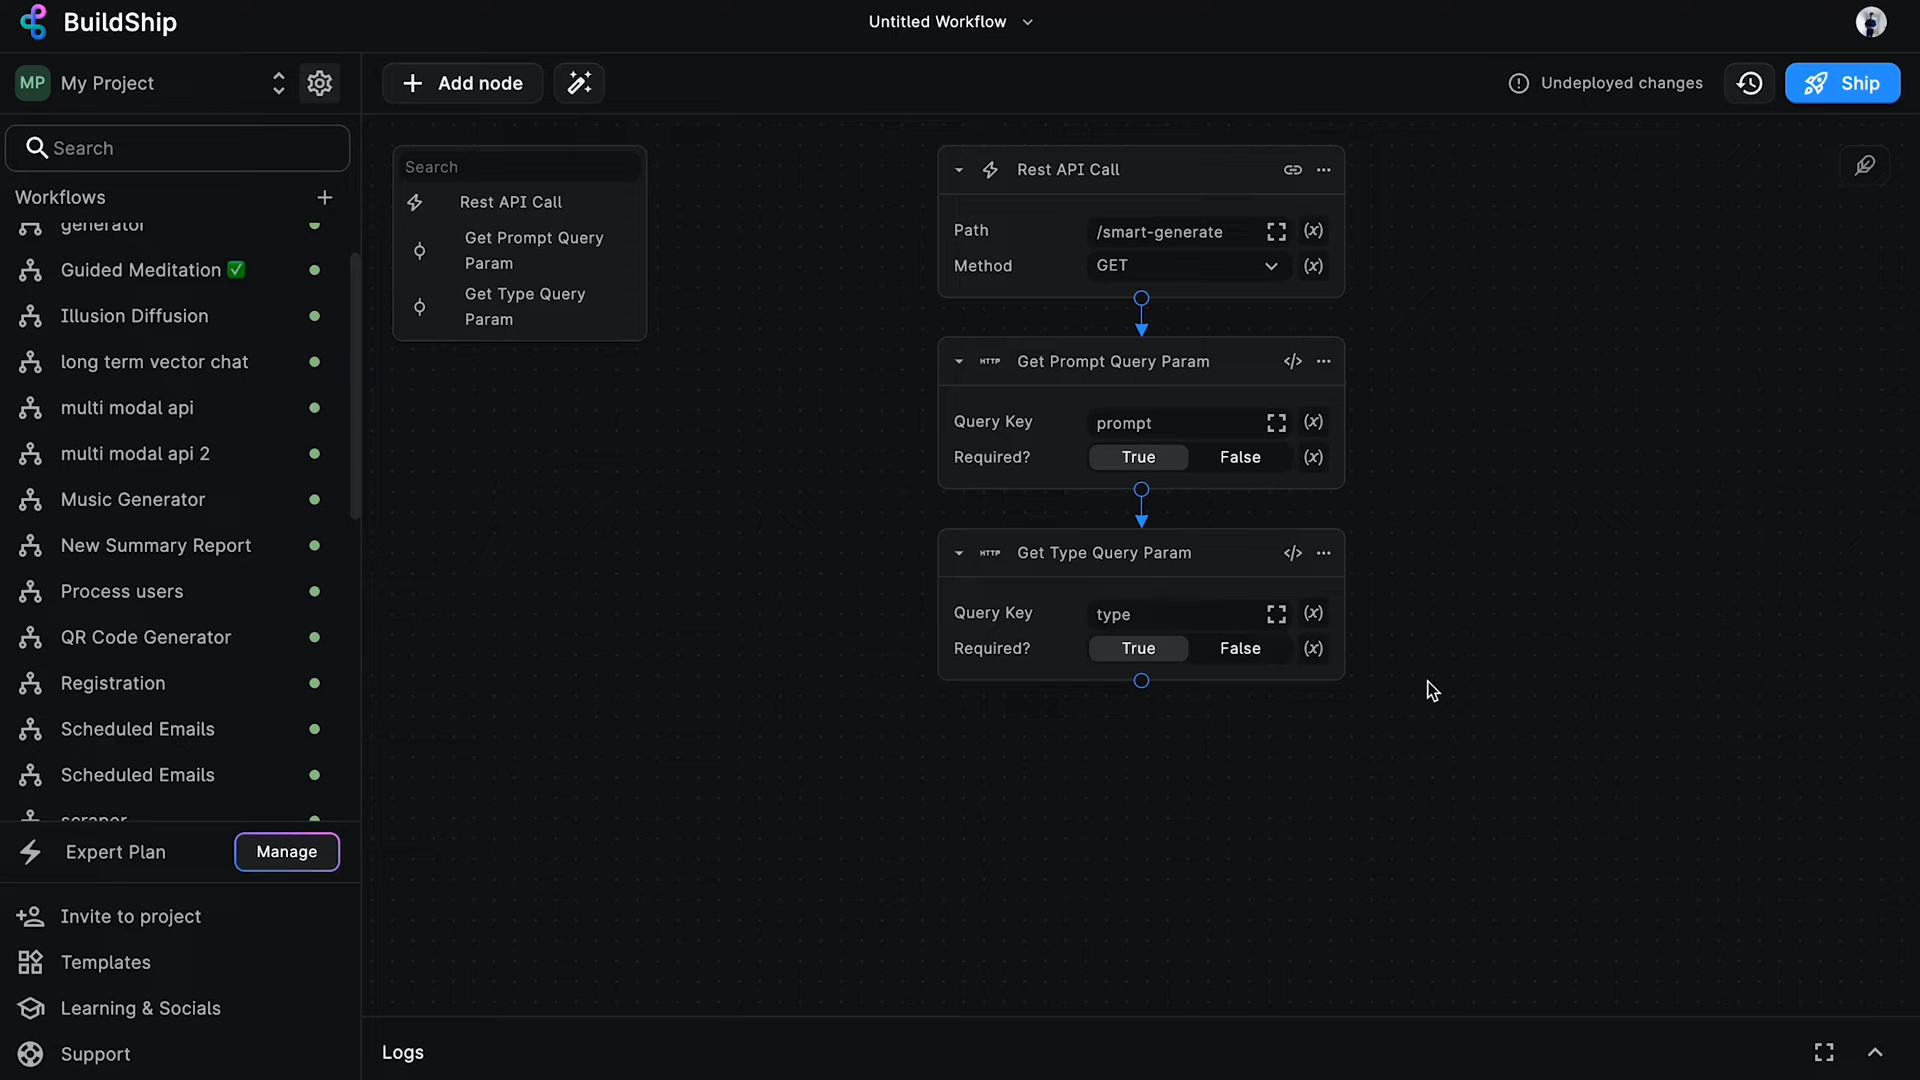 BuildShip
Untitled Workflow
MP My Project
Add node
Undeployed changes
Ship
Search
Workflows
generator
Guided Meditation ✅
Illusion Diffusion
long term vector chat
multi modal api
multi modal api 2
Music Generator
New Summary Report
Process users
QR Code Generator
Registration
Scheduled Emails
Scheduled Emails
scraper
Expert Plan
Manage
Invite to project
Templates
Learning & Socials
Support
Search
Rest API Call
Get Prompt Query
Param
Get Type Query
Param
Rest API Call
Path /smart-generate (x)
Method GET (x)
HTTP Get Prompt Query Param </>
Query Key prompt (x)
Required? True False (x)
HTTP Get Type Query Param </>
Query Key type (x)
Required? True False (x)
Logs